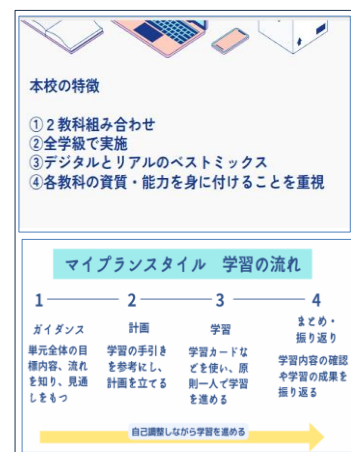 本校の特徴
①２教科組み合わせ
②全学級で実施
③デジタルとリアルのベストミックス
④各教科の資質・能力を身に付けることを重視
マイプランスタイル　学習の流れ
1
2
3
4
ガイダンス
単元全体の目
標内容、流れ
を知り、見通
しをもつ
計画
学習の手引き
を参考にし、
計画を立てる
学習
学習カードな
どを使い、原
則一人で学習
を進める
まとめ・
振り返り
学習内容の確認
や学習の成果を
振り返る
自己調整しながら学習を進める